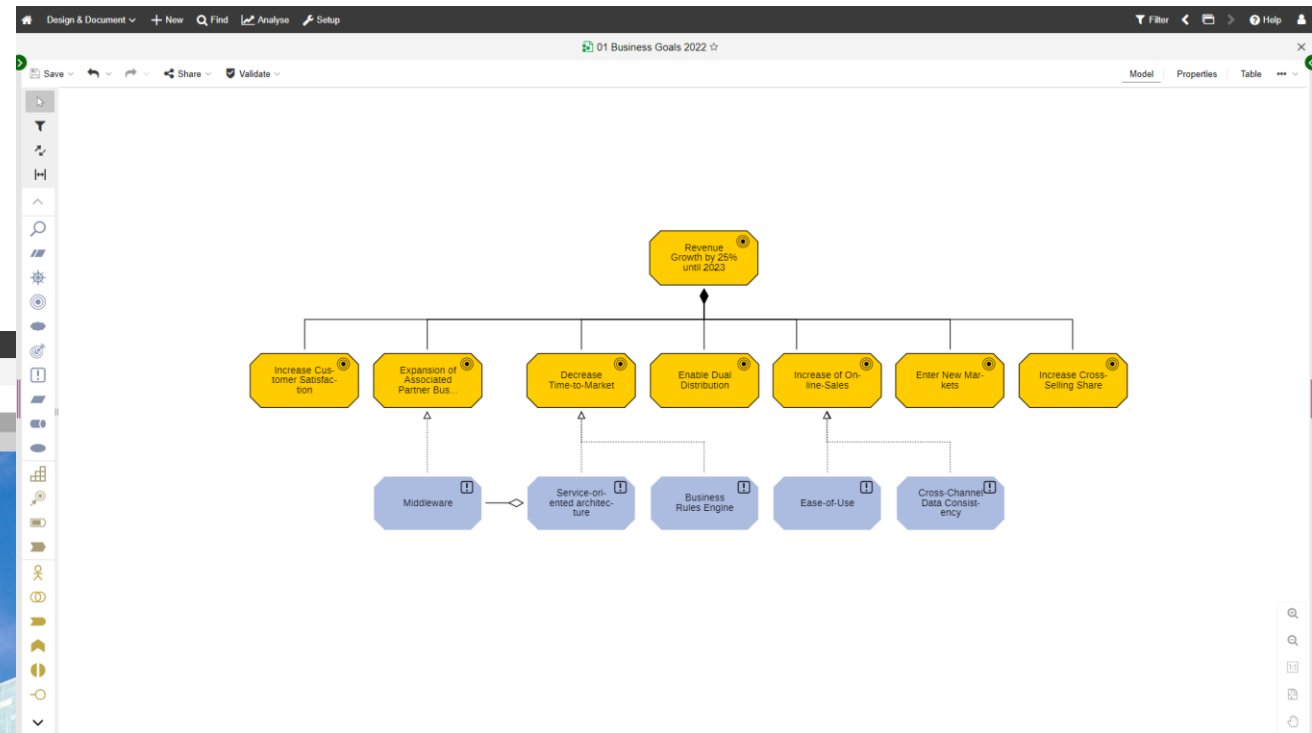 Design & Document New Find Analyse Setup Filter Help
01 Business Goals 2022
Save Share Validate Model Properties Table
Revenue
Growth by 25%
until 2023
Increase Cus-
tomer Satisfac-
tion
Expansion of
Associated
Partner Bus...
Decrease
Time-to-Market
Enable Dual
Distribution
Increase of On-
line-Sales
Enter New Mar-
kets
Increase Cross-
Selling Share
Middleware
Service-ori-
ented architec-
ture
Business
Rules Engine
Ease-of-Use
Cross-Channel
Data Consist-
ency
1:1